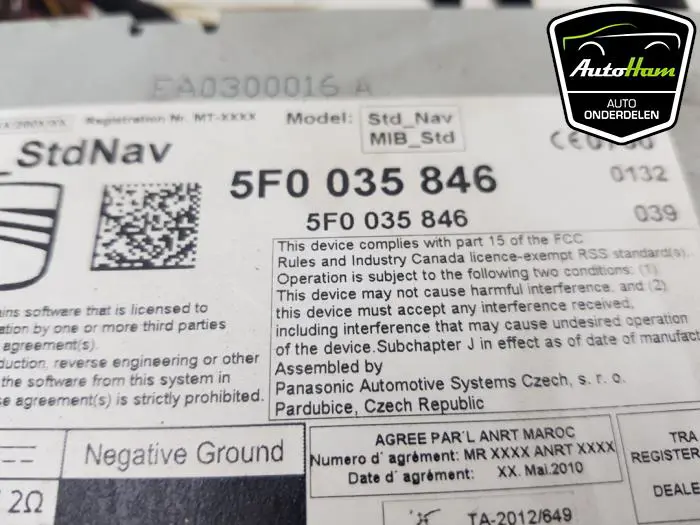 AutoHam
AUTO
ONDERDELEN
EA0300016 A
Registration Nr. MT-XXXX
Model:
Std_Nav
MIB_Std
_StdNav
5F0 035 846
0132
5F0 035 846
039
This device complies with part 15 of the FCC
Rules and Industry Canada licence-exempt RSS standard(s).
Operation is subject to the following two conditions: (1)
This device may not cause harmful interference, and (2)
this device must accept any interference received,
including interference that may cause undesired operation
of the device.Subchapter J in effect as of date of manufact
Assembled by
Panasonic Automotive Systems Czech, s. r. o.
Pardubice, Czech Republic
ains software that is licensed to
ation by one or more third parties
agreement(s).
duction, reverse engineering or other
the software from this system in
se agreement(s) is strictly prohibited.
Negative Ground
2Ω
AGREE PAR'L ANRT MAROC
Numero d' agrément: MR XXXX ANRT XXXX
Date d' agrément: XX. Mai.2010
TA-2012/649
TRA
REGISTER
DEALE